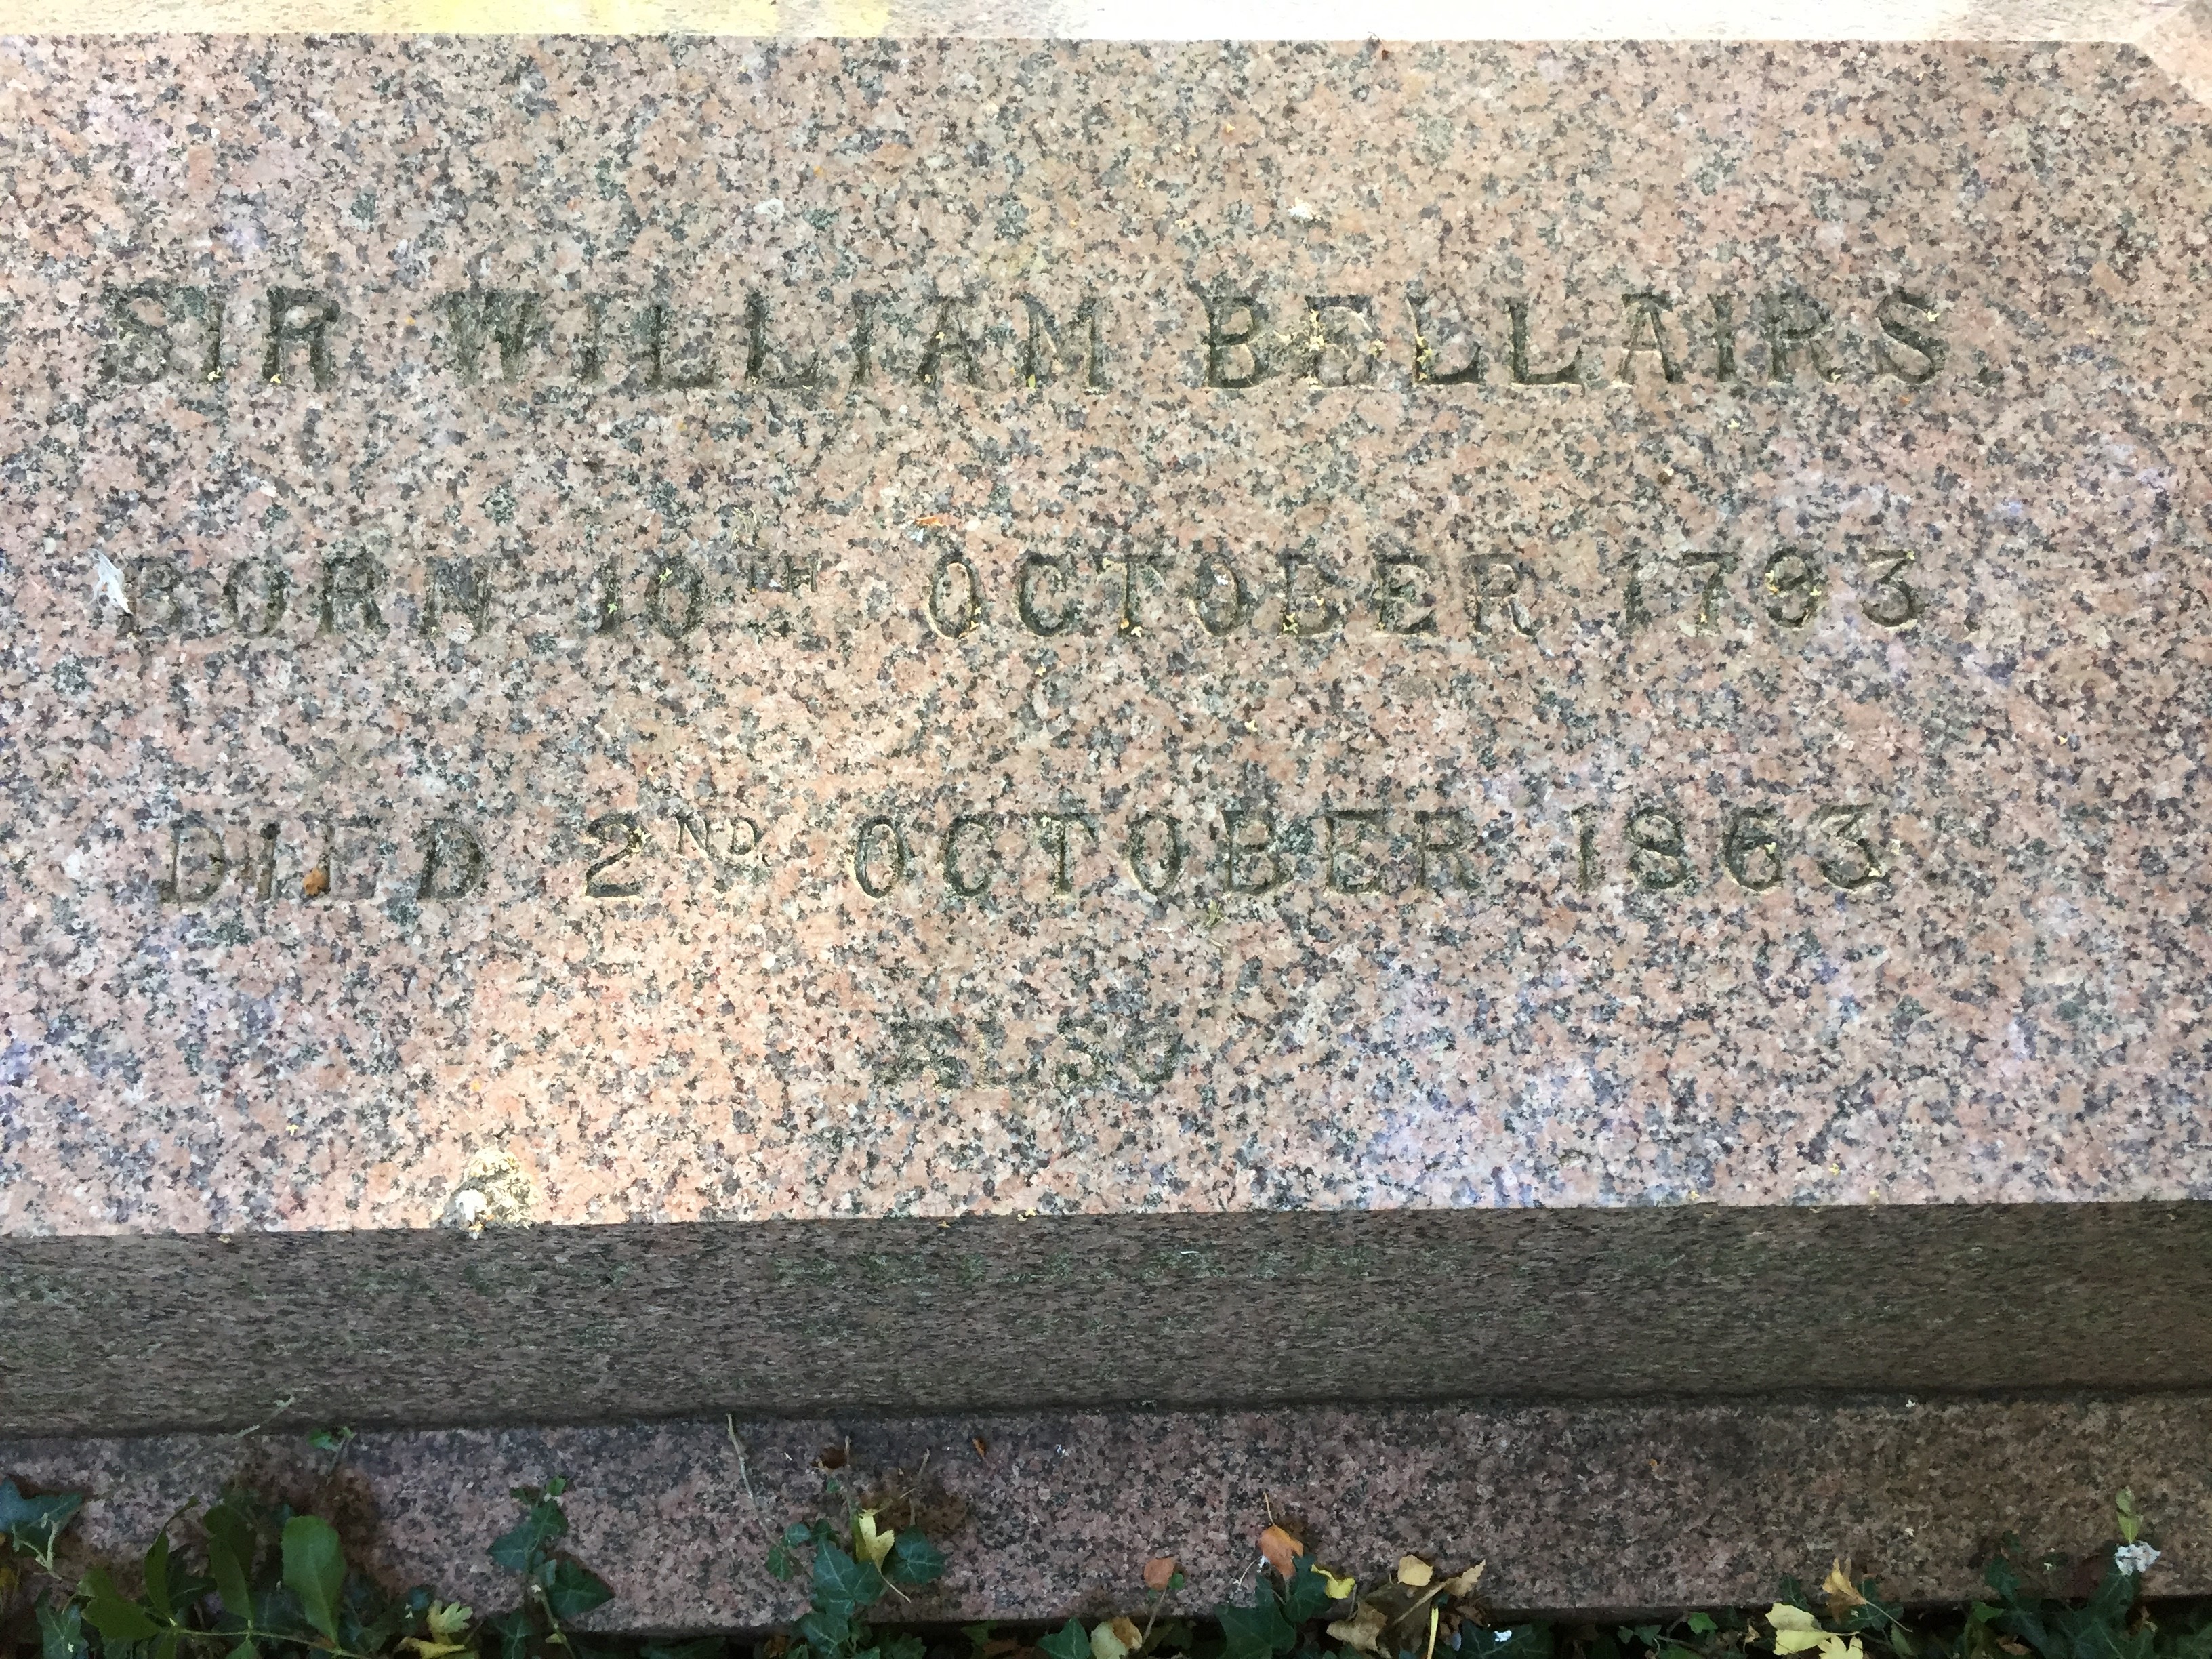 SIR WILLIAM BELLAIRS
BORN 10TH OCTOBER 1793,
DIED 2ND OCTOBER 1863
ALSO